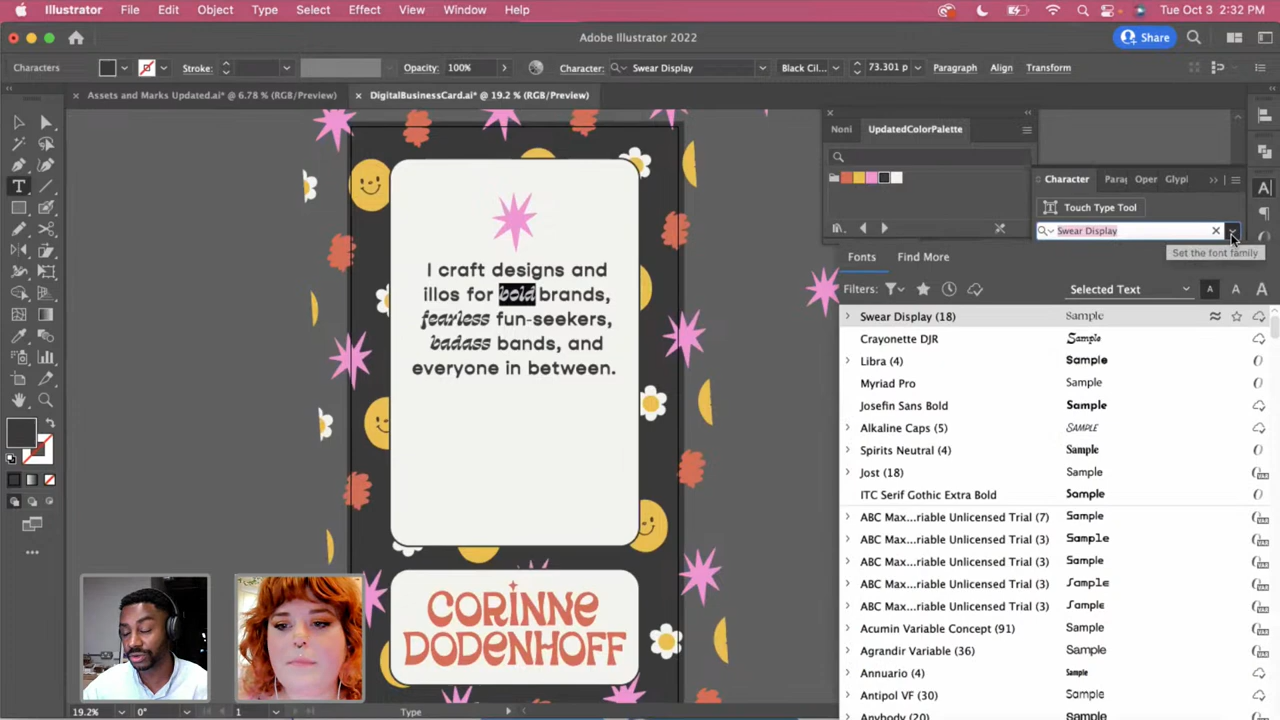 Illustrator File Edit Object Type Select Effect View Window Help
Tue Oct 3 2:32 PM
Adobe Illustrator 2022
Share
Characters
Stroke:
Opacity: 100%
Character: Swear Display
Black Cil...
73.301 p
Paragraph
Align
Transform
× Assets and Marks Updated.ai* @ 6.78 % (RGB/Preview)
× DigitalBusinessCard.ai* @ 19.2 % (RGB/Preview)
Noni
UpdatedColorPalette
Character
Para
Oper
Glypl
Touch Type Tool
Swear Display
Set the font family
Fonts
Find More
Filters:
Selected Text
A A A
Swear Display (18) Sample
Crayonette DJR Sample
Libra (4) Sample
Myriad Pro Sample
Josefin Sans Bold Sample
Alkaline Caps (5) SAMPLE
Spirits Neutral (4) Sample
Jost (18) Sample
ITC Serif Gothic Extra Bold Sample
ABC Max...riable Unlicensed Trial (7) Sample
ABC Max...riable Unlicensed Trial (3) Sample
ABC Max...riable Unlicensed Trial (3) Sample
ABC Max...riable Unlicensed Trial (3) Sample
ABC Max...riable Unlicensed Trial (3) Sample
Acumin Variable Concept (91) Sample
Agrandir Variable (36) Sample
Annuario (4) Sample
Antipol VF (30) Sample
Anybody (20) Sample
I craft designs and
illos for bold brands,
fearless fun-seekers,
badass bands, and
everyone in between.
CORINNE
DODENHOFF
19.2%
0°
1
Type